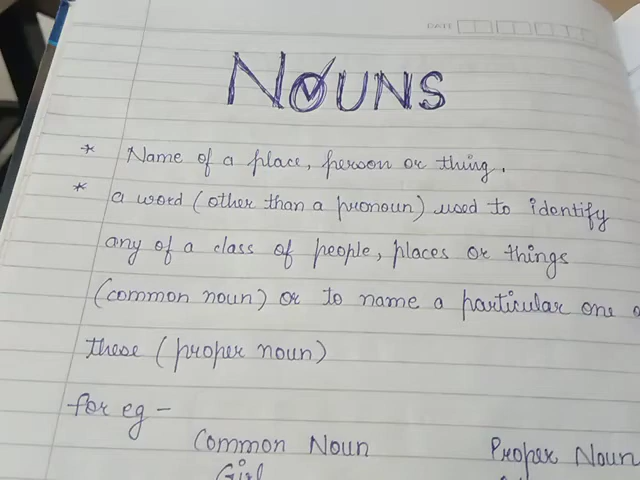 DATE
NOUNS
* Name of a place, person or thing.
* a word (other than a pronoun) used to identify
any of a class of people, places or things
(common noun) or to name a particular one
these (proper noun)
for eg -
Common Noun Proper Noun
Girl